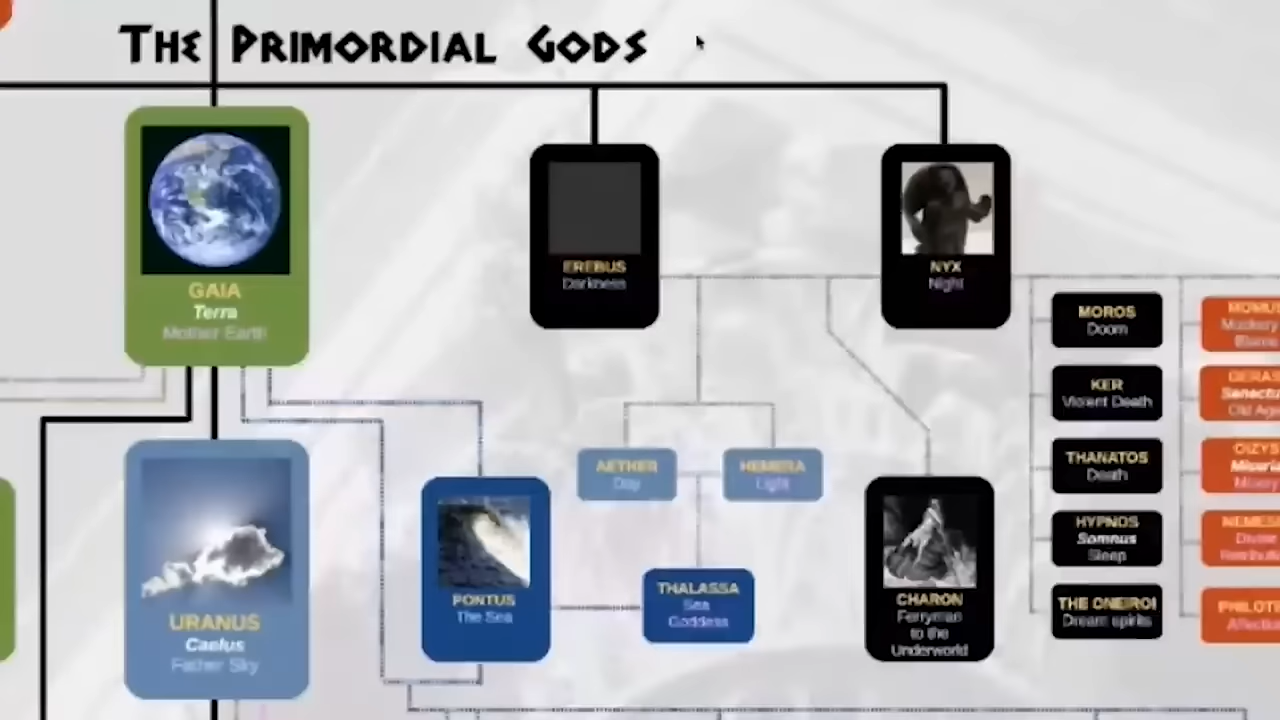 THE PRIMORDIAL GODS
GAIA
Terra
Mother Earth
EREBUS
Darkness
NYX
Night
MOROS
Doom
KER
Violent Death
THANATOS
Death
HYPNOS
Somnus
Sleep
THE ONEIROI
Dream spirits
AETHER
Day
HEMERA
Light
URANUS
Caelus
Father Sky
PONTUS
The Sea
THALASSA
Sea
Goddess
CHARON
Ferryman
to the
Underworld